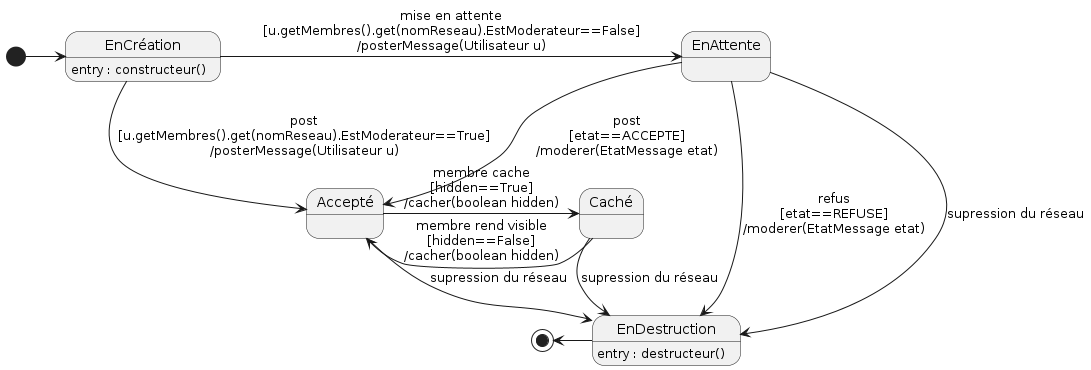 mise en attente
[u.getMembres().get(nomReseau).EstModerateur==False]
/posterMessage(Utilisateur u)
EnCréation
entry : constructeur()
EnAttente
post
[u.getMembres().get(nomReseau).EstModerateur==True]
/posterMessage(Utilisateur u)
post
[etat==ACCEPTE]
/moderer(EtatMessage etat)
membre cache
[hidden==True]
/cacher(boolean hidden)
Accepté
Caché
refus
[etat==REFUSE]
/moderer(EtatMessage etat)
supression du réseau
membre rend visible
[hidden==False]
/cacher(boolean hidden)
supression du réseau
supression du réseau
EnDestruction
entry : destructeur()